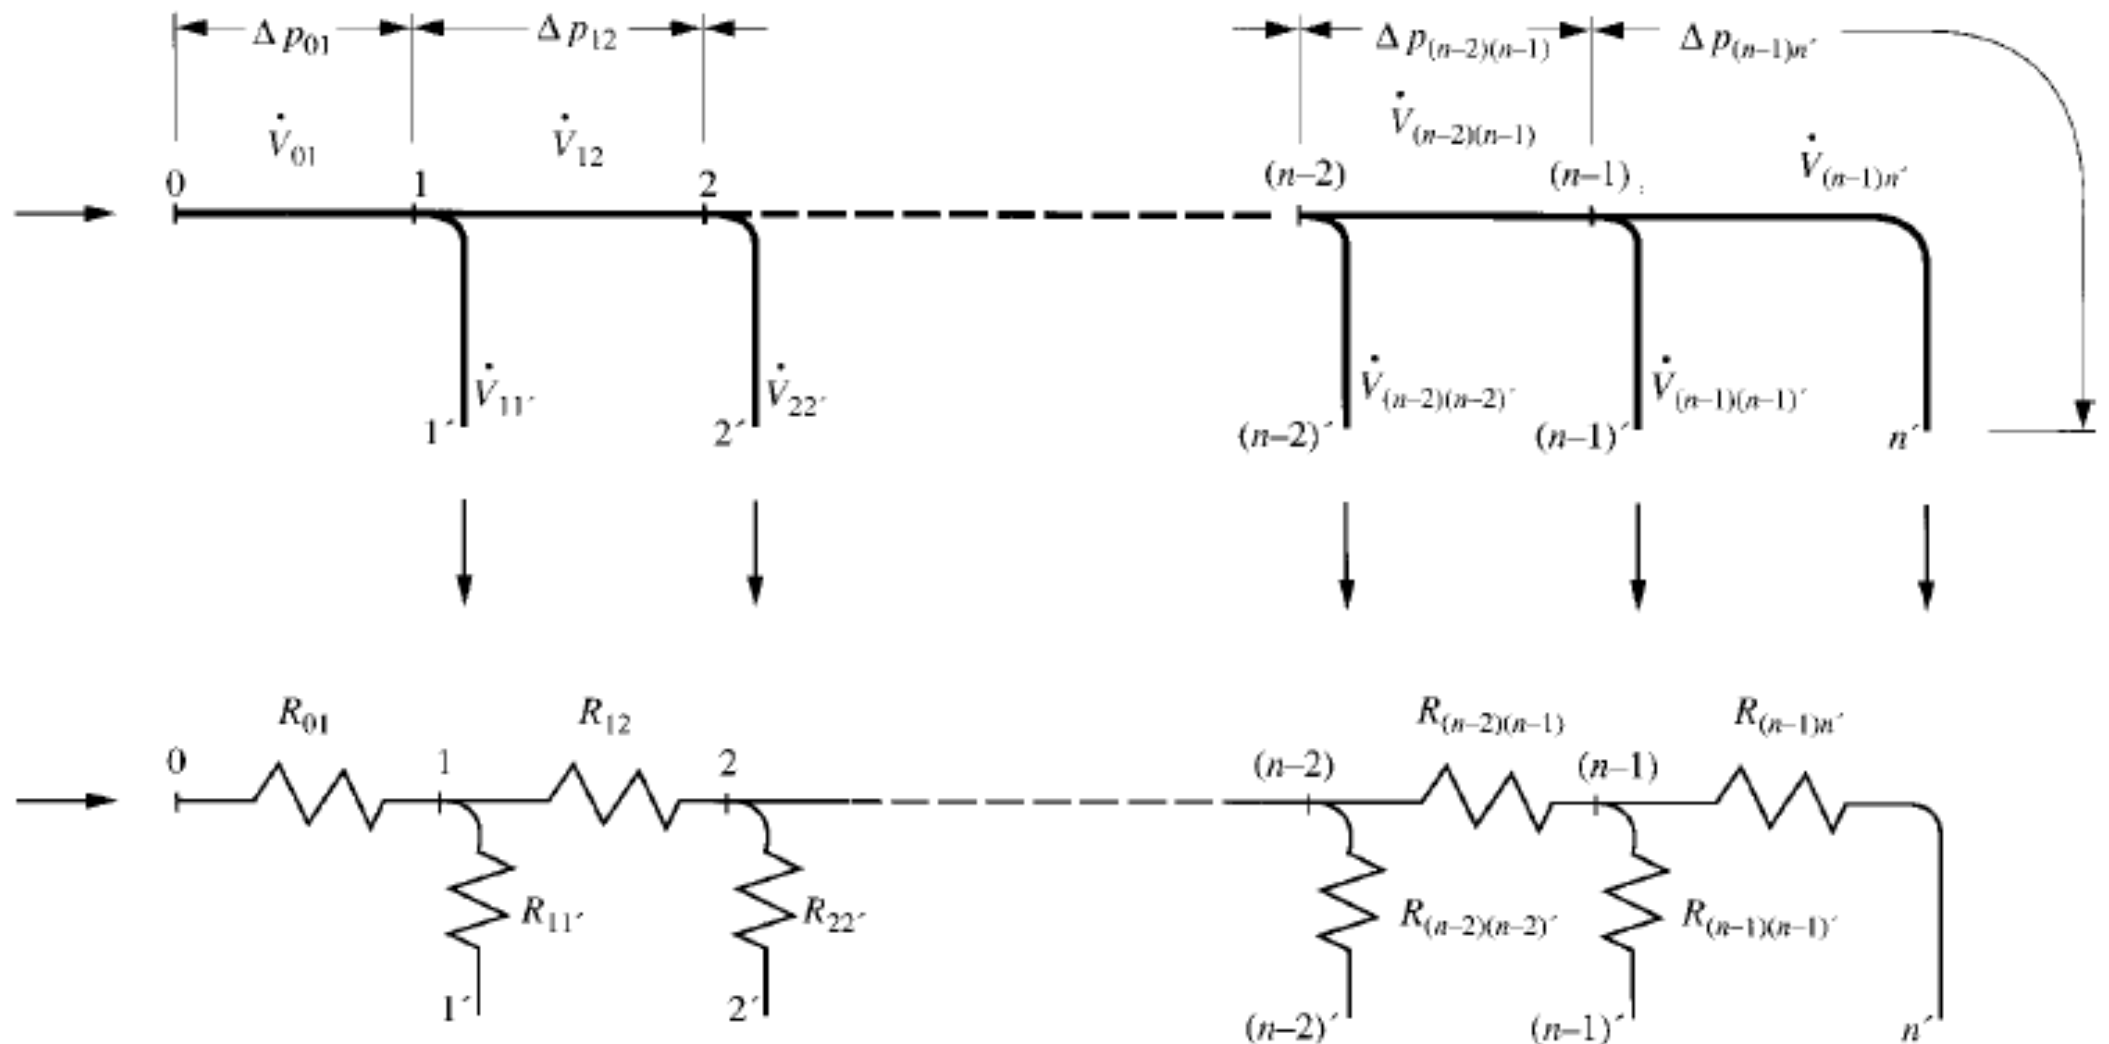 Δp₀₁ Δp₁₂ Δp₍ₙ₋₂₎₍ₙ₋₁₎ Δp₍ₙ₋₁₎ₙ′
V̇₀₁ V̇₁₂ V̇₍ₙ₋₂₎₍ₙ₋₁₎ V̇₍ₙ₋₁₎ₙ′
0 1 2 (n–2) (n–1)
V̇₁₁′ V̇₂₂′ V̇₍ₙ₋₂₎₍ₙ₋₂₎′ V̇₍ₙ₋₁₎₍ₙ₋₁₎′
1′ 2′ (n–2)′ (n–1)′ n′
R₀₁ R₁₂ R₍ₙ₋₂₎₍ₙ₋₁₎ R₍ₙ₋₁₎ₙ′
0 1 2 (n–2) (n–1)
R₁₁′ R₂₂′ R₍ₙ₋₂₎₍ₙ₋₂₎′ R₍ₙ₋₁₎₍ₙ₋₁₎′
1′ 2′ (n–2)′ (n–1)′ n′